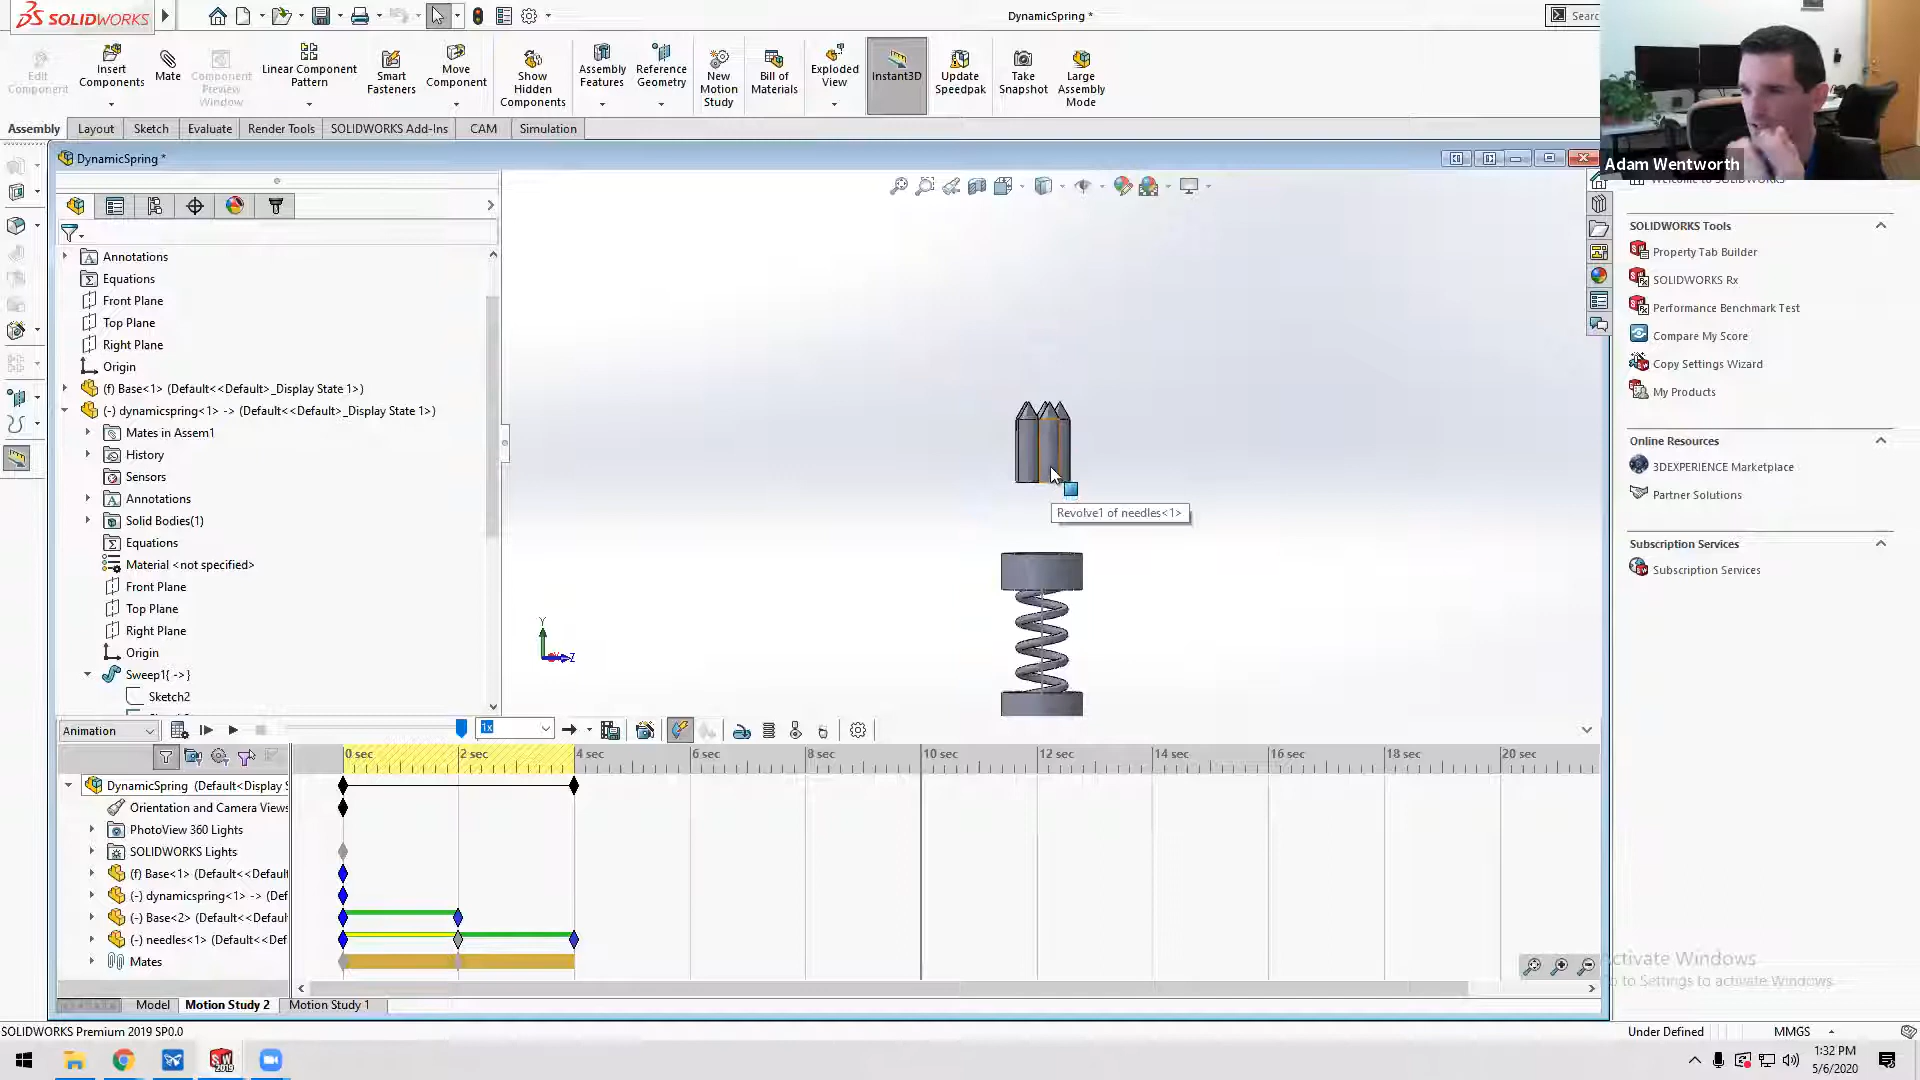 SOLIDWORKS
DynamicSpring *
Searc
Edit Component
Insert Components
Mate
Component Preview Window
Linear Component Pattern
Smart Fasteners
Move Component
Show Hidden Components
Assembly Features
Reference Geometry
New Motion Study
Bill of Materials
Exploded View
Instant3D
Update Speedpak
Take Snapshot
Large Assembly Mode
Assembly
Layout
Sketch
Evaluate
Render Tools
SOLIDWORKS Add-Ins
CAM
Simulation
Adam Wentworth
DynamicSpring *
Annotations
Equations
Front Plane
Top Plane
Right Plane
Origin
(f) Base<1> (Default<<Default>_Display State 1>)
(-) dynamicspring<1> -> (Default<<Default>_Display State 1>)
Mates in Assem1
History
Sensors
Annotations
Solid Bodies(1)
Equations
Material <not specified>
Front Plane
Top Plane
Right Plane
Origin
Sweep1{ ->}
Sketch2
Revolve1 of needles<1>
Y
Z
SOLIDWORKS Tools
Property Tab Builder
SOLIDWORKS Rx
Performance Benchmark Test
Compare My Score
Copy Settings Wizard
My Products
Online Resources
3DEXPERIENCE Marketplace
Partner Solutions
Subscription Services
Subscription Services
Animation
1x
0 sec
2 sec
4 sec
6 sec
8 sec
10 sec
12 sec
14 sec
16 sec
18 sec
20 sec
DynamicSpring (Default<Display S
Orientation and Camera Views
PhotoView 360 Lights
SOLIDWORKS Lights
(f) Base<1> (Default<<Default
(-) dynamicspring<1> -> (Def
(-) Base<2> (Default<<Defaul
(-) needles<1> (Default<<Def
Mates
Model
Motion Study 2
Motion Study 1
ctivate Windows
to Settings to activate Windows.
SOLIDWORKS Premium 2019 SP0.0
Under Defined
MMGS
SW
2019
1:32 PM
5/6/2020